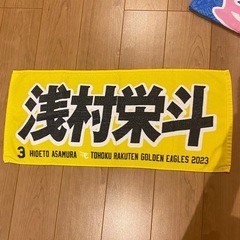 浅村栄斗
3 HIDETO ASAMURA TOHOKU RAKUTEN GOLDEN EAGLES 2023